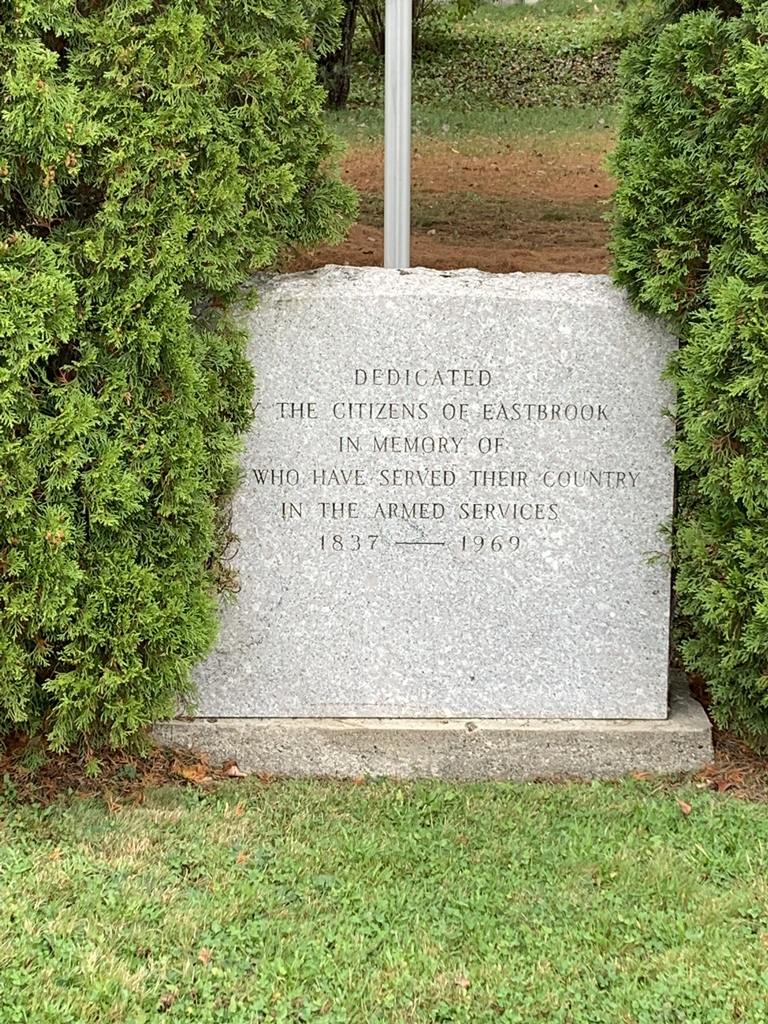 DEDICATED
Y THE CITIZENS OF EASTBROOK
IN MEMORY OF
WHO HAVE SERVED THEIR COUNTRY
IN THE ARMED SERVICES
1837 — 1969